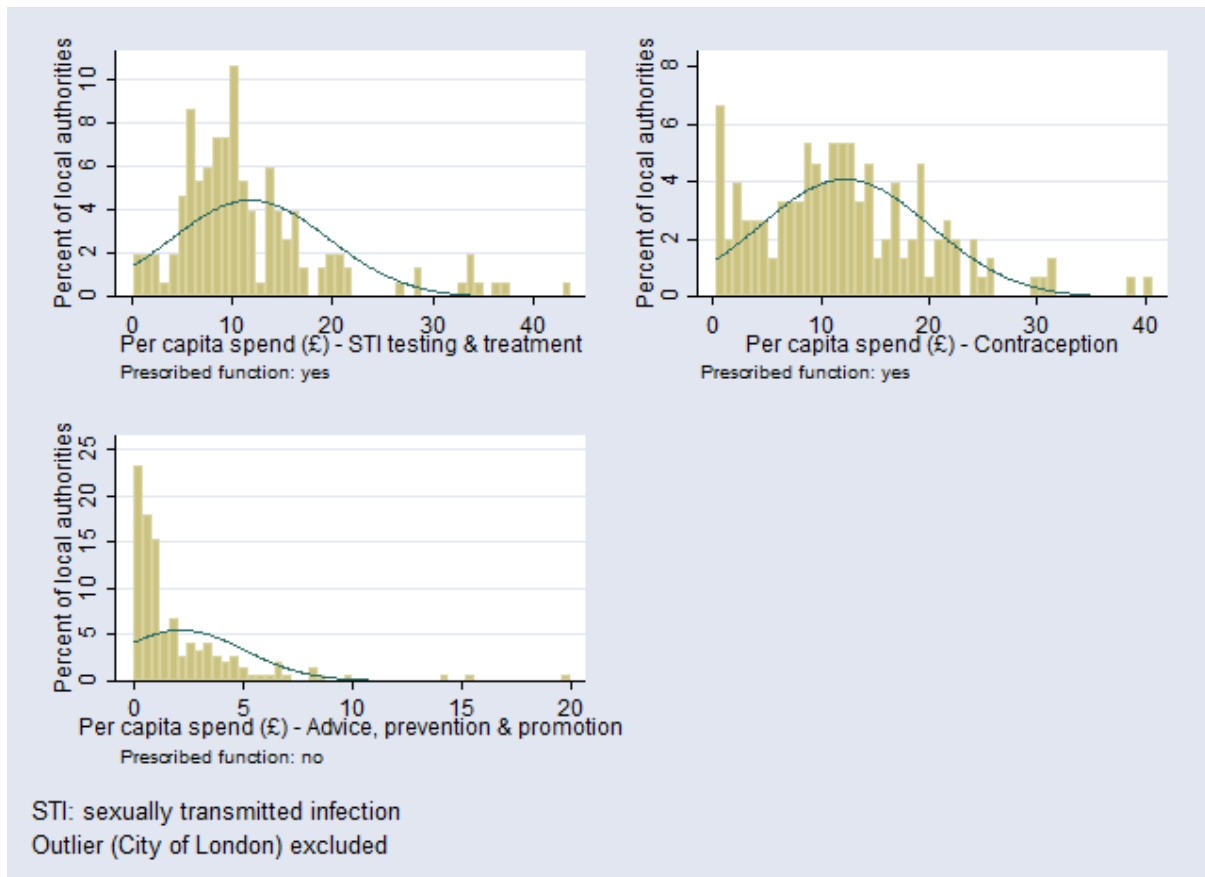 Percent of local authorities
10
8
6
4
2
0
0 10 20 30 40
Per capita spend (£) - STI testing & treatment
Prescribed function: yes
Percent of local authorities
8
6
4
2
0
0 10 20 30 40
Per capita spend (£) - Contraception
Prescribed function: yes
Percent of local authorities
25
20
15
10
5
0
0 5 10 15 20
Per capita spend (£) - Advice, prevention & promotion
Prescribed function: no
STI: sexually transmitted infection
Outlier (City of London) excluded